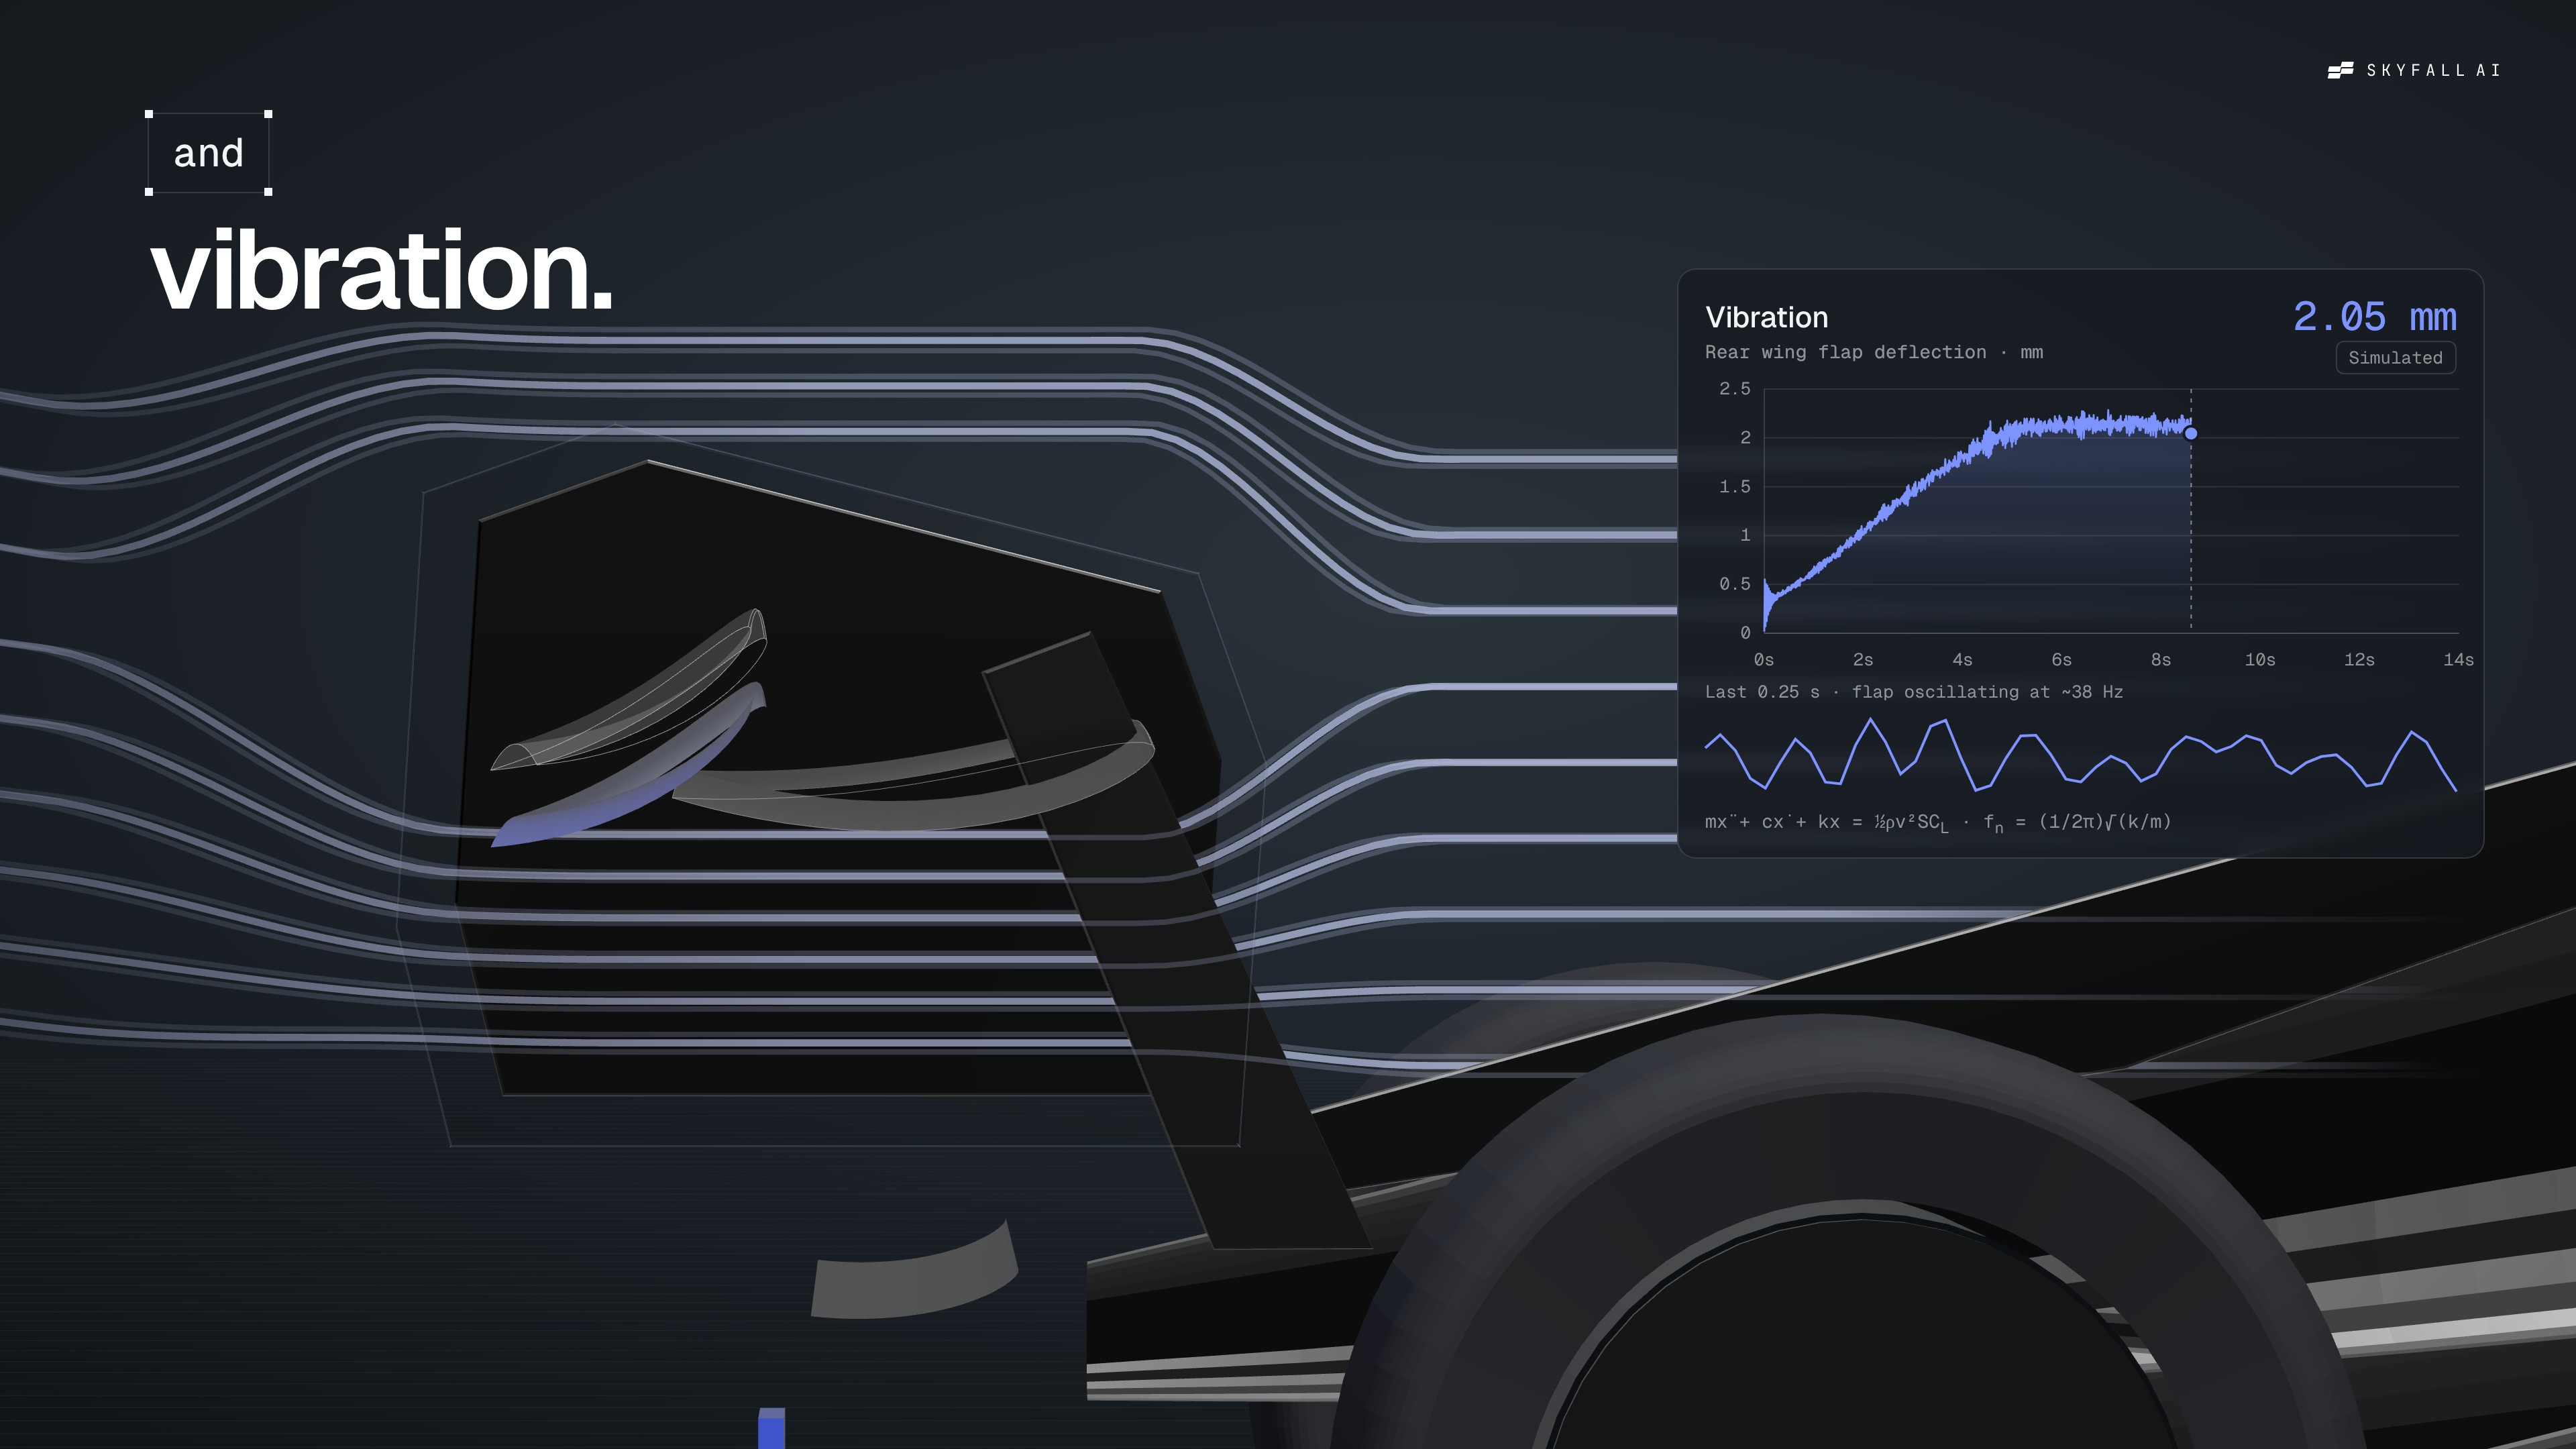 SKYFALL AI
and
vibration.
Vibration
2.05 mm
Rear wing flap deflection · mm
Simulated
2.5
2
1.5
1
0.5
0
0s 2s 4s 6s 8s 10s 12s 14s
Last 0.25 s · flap oscillating at ~38 Hz
mx¨+ cx˙+ kx = ½ρv²SC_L · f_n = (1/2π)√(k/m)